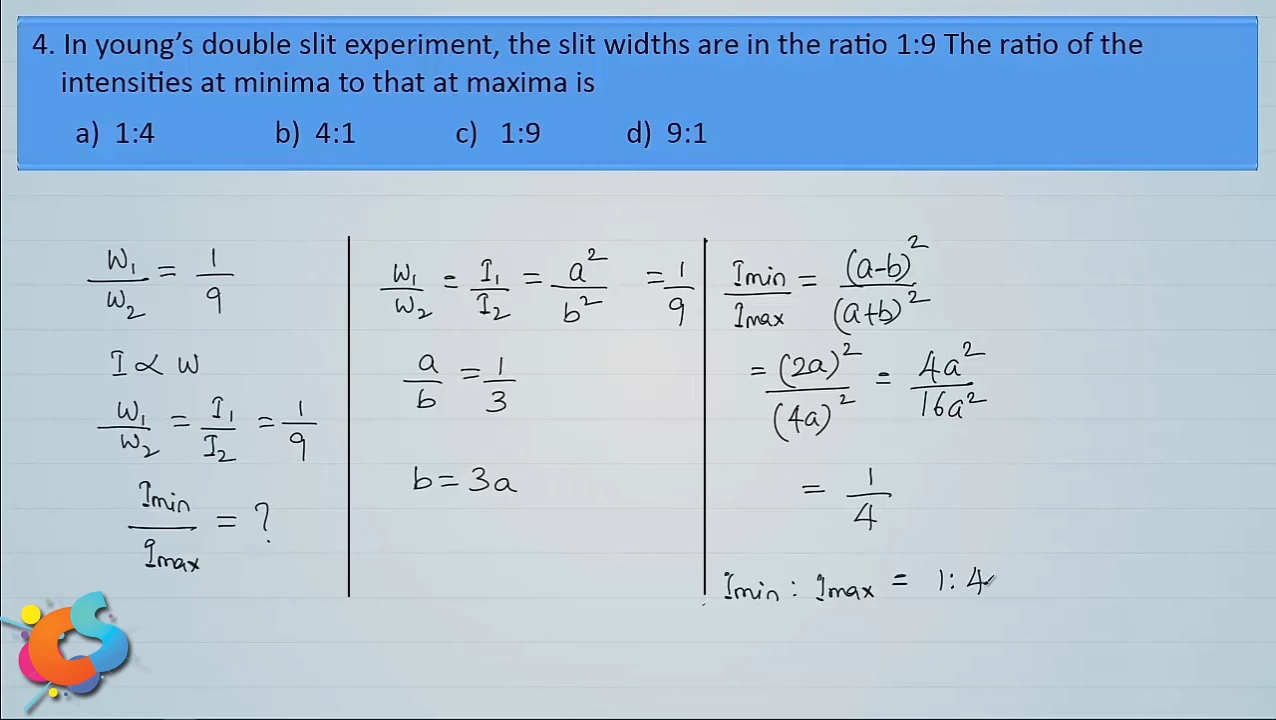 4. In young's double slit experiment, the slit widths are in the ratio 1:9 The ratio of the
intensities at minima to that at maxima is
a) 1:4 b) 4:1 c) 1:9 d) 9:1
W₁/W₂ = 1/9
I ∝ W
W₁/W₂ = I₁/I₂ = 1/9
Imin/Imax = ?
W₁/W₂ = I₁/I₂ = a²/b² = 1/9
a/b = 1/3
b = 3a
Imin/Imax = (a-b)²/(a+b)²
= (2a)²/(4a)² = 4a²/16a²
= 1/4
Imin : Imax = 1:4
CS